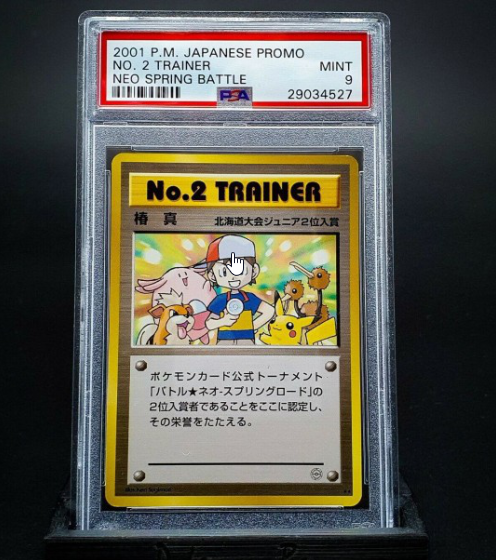 2001 P.M. JAPANESE PROMO
NO. 2 TRAINER MINT
NEO SPRING BATTLE 9
PSA 29034527
No.2 TRAINER
椿 真 北海道大会ジュニア2位入賞
ポケモンカード公式トーナメント
「バトル★ネオ-スプリングロード」の
2位入賞者であることをここに認定し、
その栄誉をたたえる。